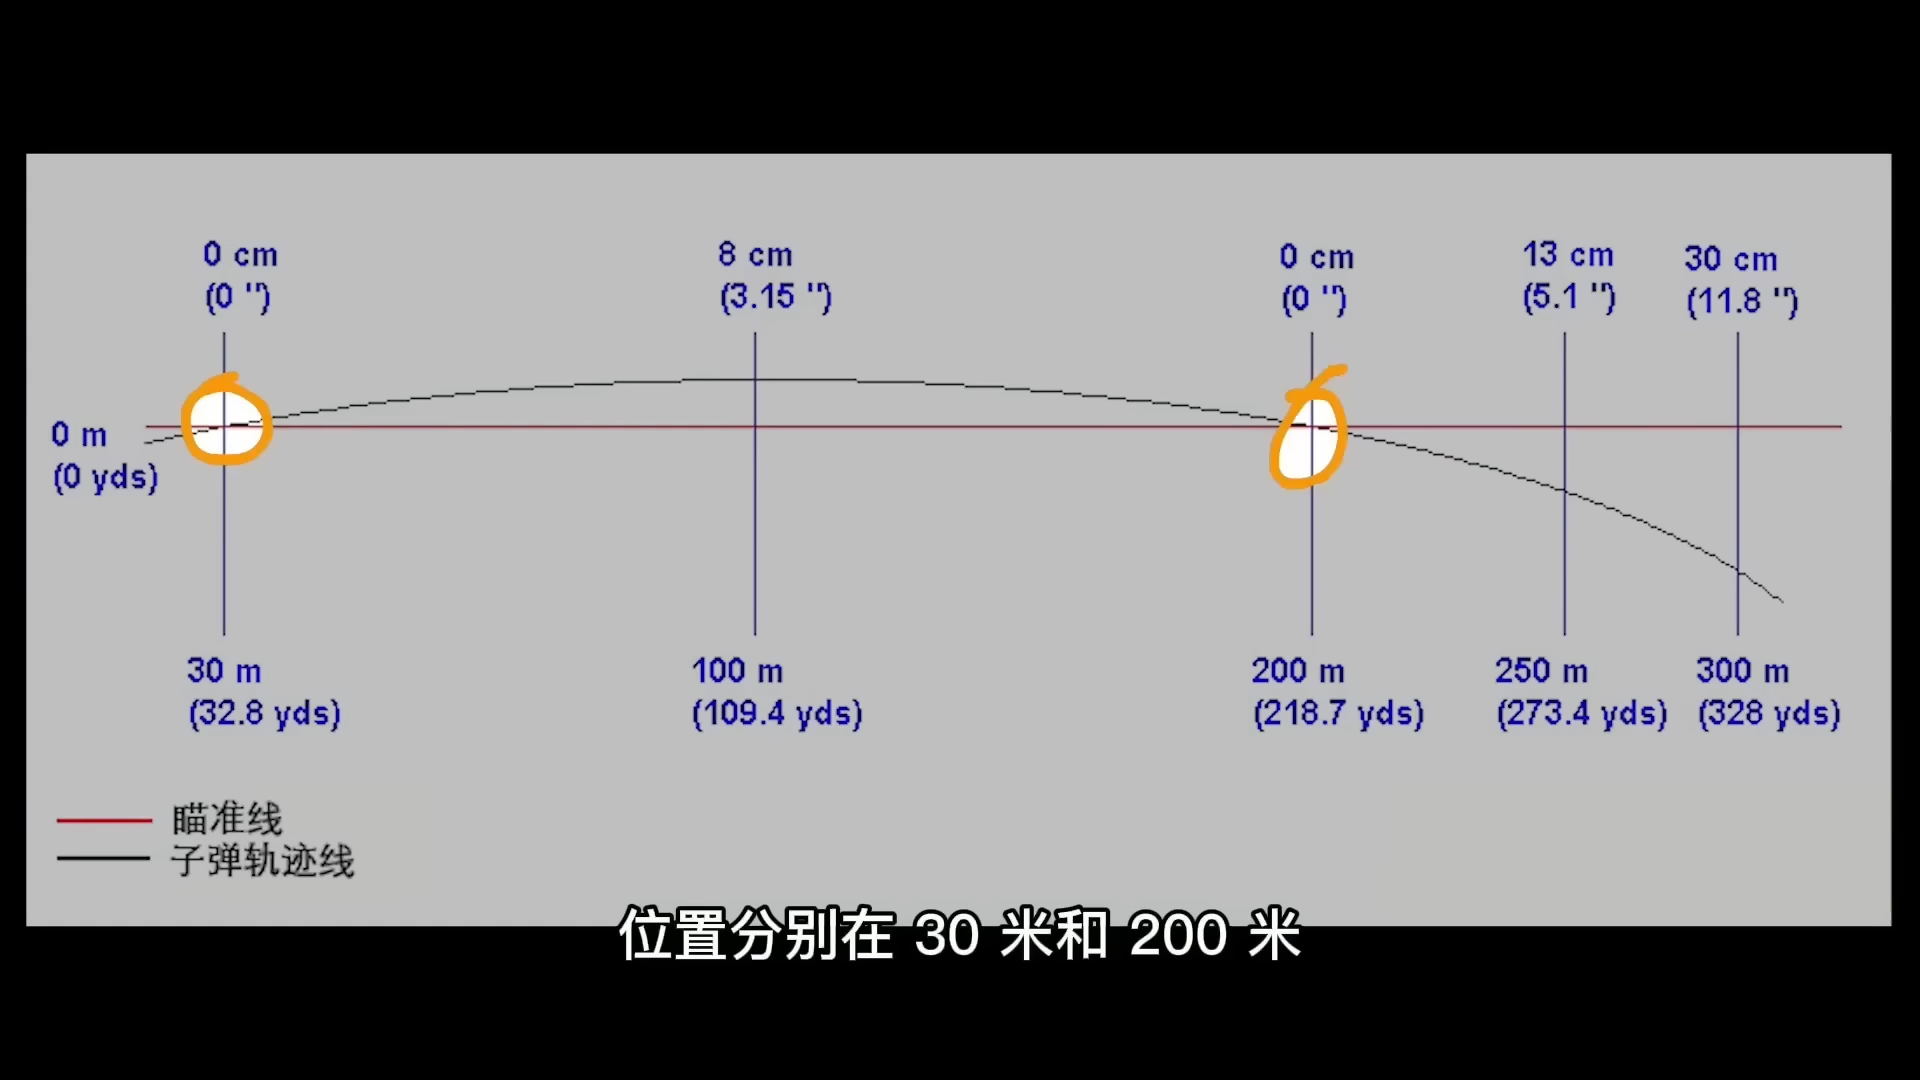 0 cm
(0 ")
8 cm
(3.15 ")
0 cm
(0 ")
13 cm
(5.1 ")
30 cm
(11.8 ")
0 m
(0 yds)
30 m
(32.8 yds)
100 m
(109.4 yds)
200 m
(218.7 yds)
250 m
(273.4 yds)
300 m
(328 yds)
瞄准线
子弹轨迹线
位置分别在 30 米和 200 米